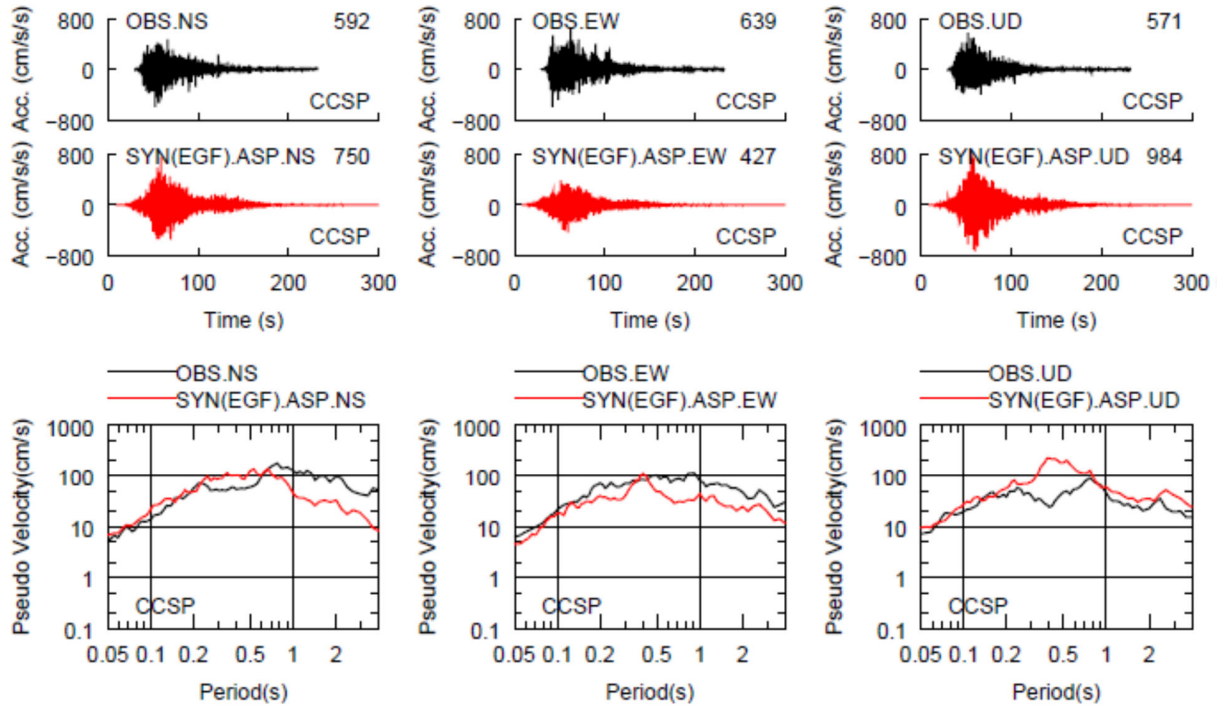 800 OBS.NS 592
0
−800 CCSP
Acc. (cm/s/s)
800 SYN(EGF).ASP.NS 750
0
−800 CCSP
Acc. (cm/s/s)
0 100 200 300
Time (s)
800 OBS.EW 639
0
−800 CCSP
Acc. (cm/s/s)
800 SYN(EGF).ASP.EW 427
0
−800 CCSP
Acc. (cm/s/s)
0 100 200 300
Time (s)
800 OBS.UD 571
0
−800 CCSP
Acc. (cm/s/s)
800 SYN(EGF).ASP.UD 984
0
−800 CCSP
Acc. (cm/s/s)
0 100 200 300
Time (s)
OBS.NS
SYN(EGF).ASP.NS
1000
100
10
1
0.1
Pseudo Velocity(cm/s)
CCSP
0.05 0.1 0.2 0.5 1 2
Period(s)
OBS.EW
SYN(EGF).ASP.EW
1000
100
10
1
0.1
Pseudo Velocity(cm/s)
CCSP
0.05 0.1 0.2 0.5 1 2
Period(s)
OBS.UD
SYN(EGF).ASP.UD
1000
100
10
1
0.1
Pseudo Velocity(cm/s)
CCSP
0.05 0.1 0.2 0.5 1 2
Period(s)